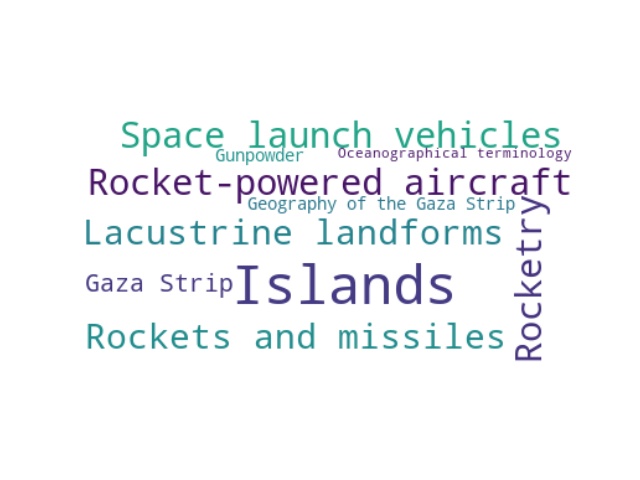 Space launch vehicles
Gunpowder
Oceanographical terminology
Rocket-powered aircraft
Geography of the Gaza Strip
Lacustrine landforms
Rocketry
Gaza Strip
Islands
Rockets and missiles